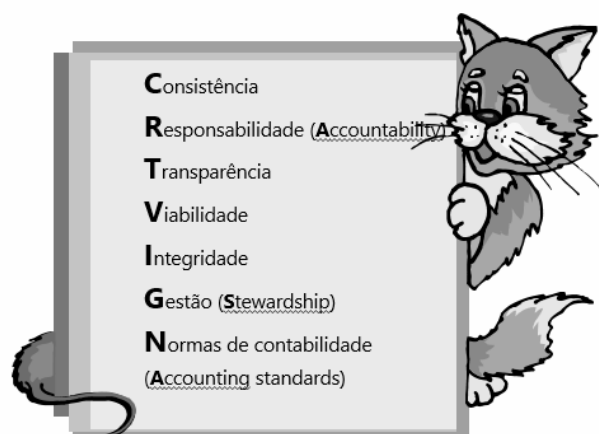 Consistência
Responsabilidade (Accountability)
Transparência
Viabilidade
Integridade
Gestão (Stewardship)
Normas de contabilidade
(Accounting standards)